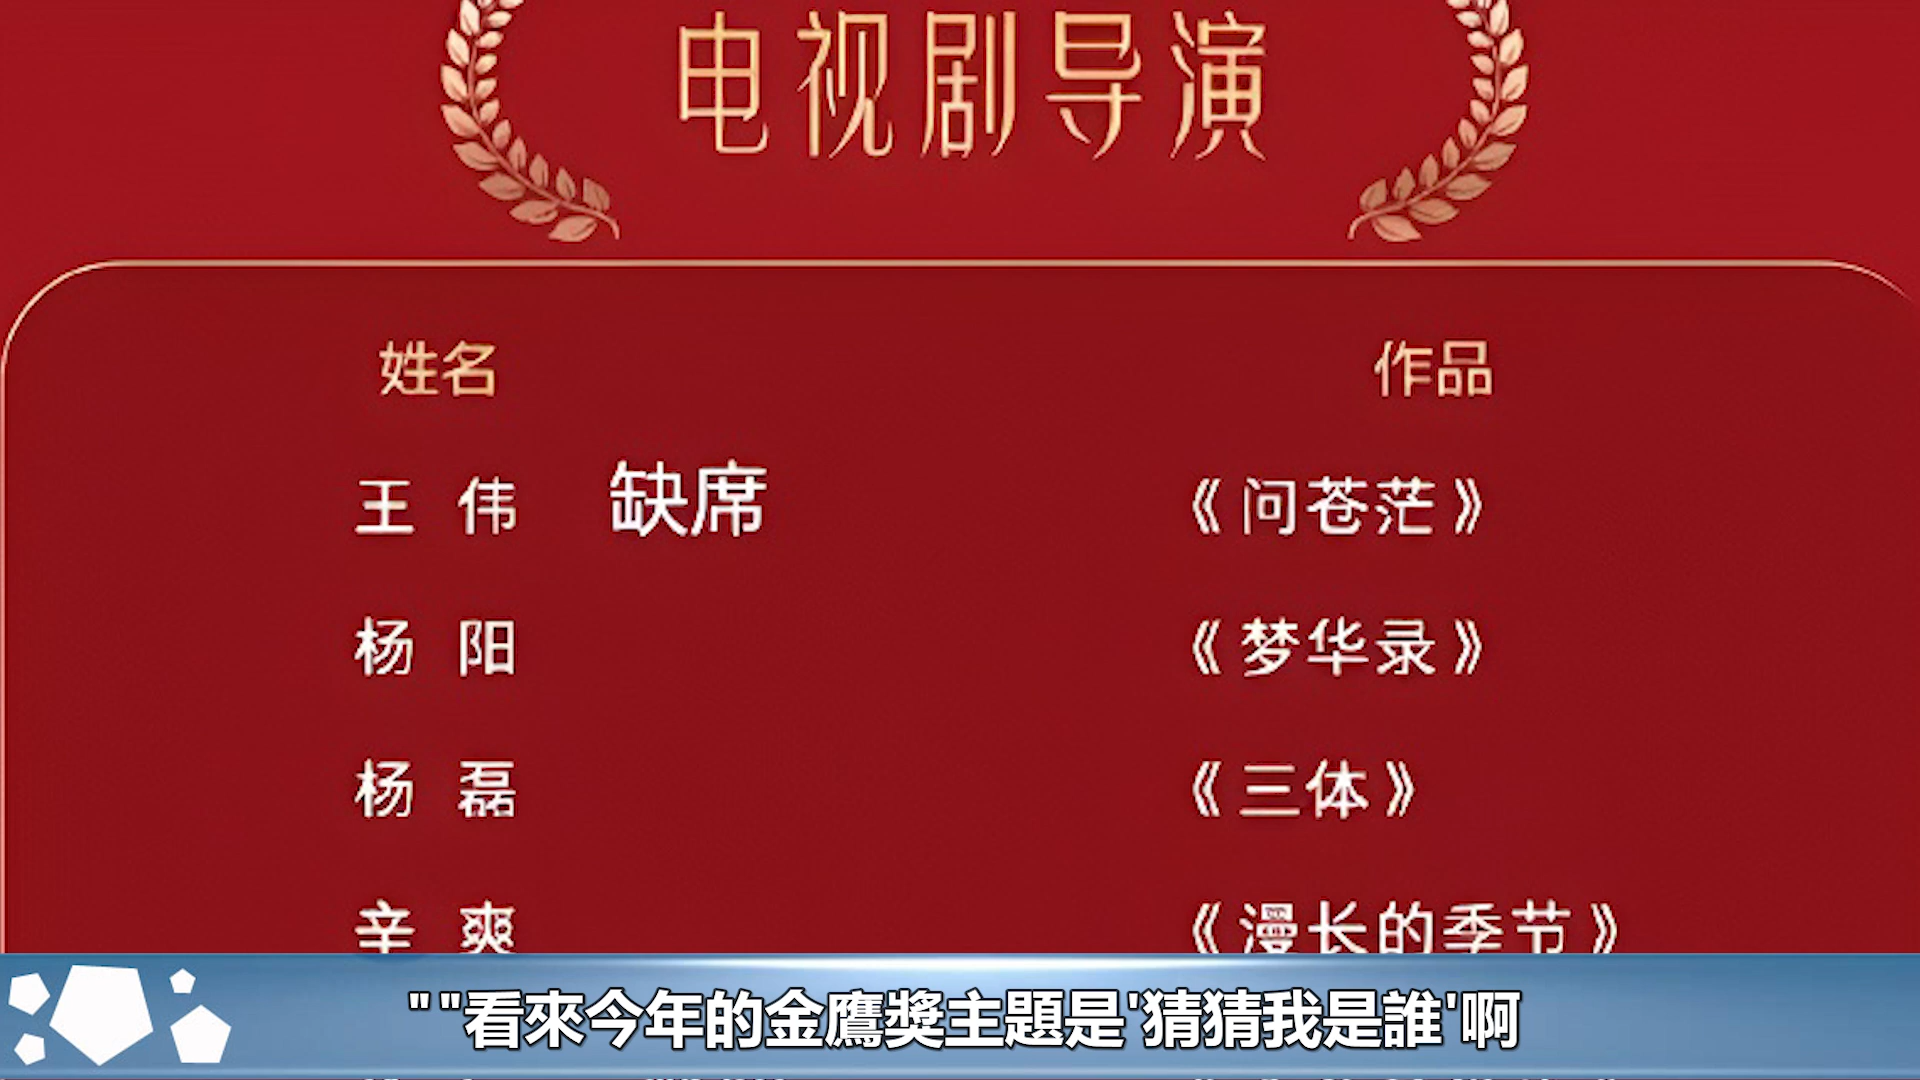 电视剧导演
姓名 作品
王伟 缺席 《问苍茫》
杨阳 《梦华录》
杨磊 《三体》
辛爽 《漫长的季节》
""看來今年的金鷹獎主題是'猜猜我是誰'啊